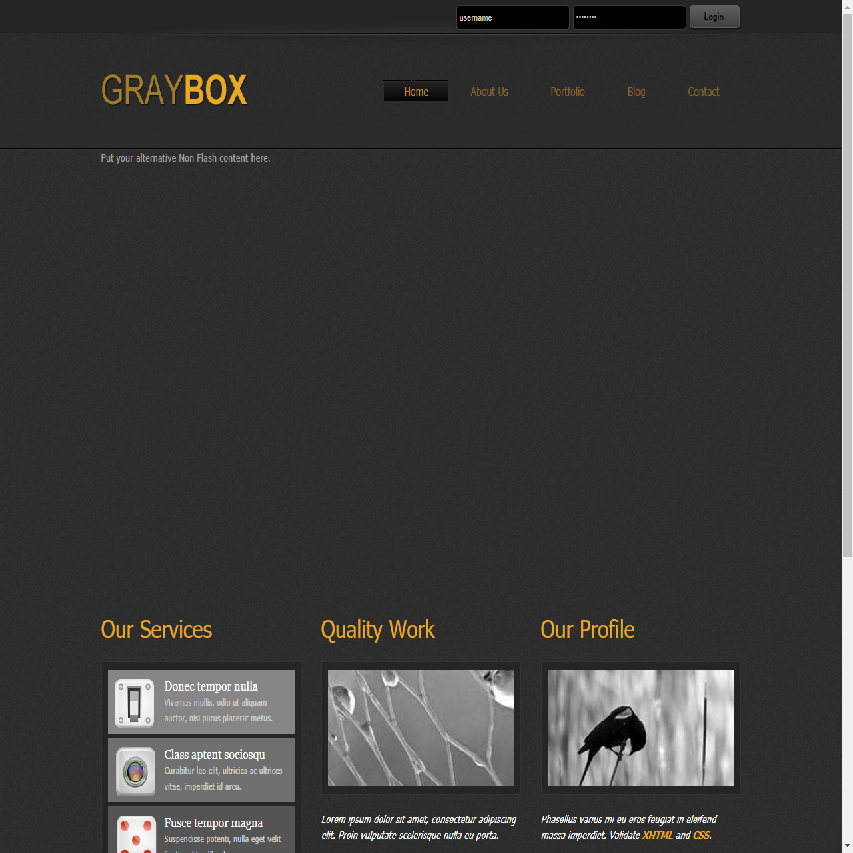 username ········ Login
GRAYBOX
Home About Us Portfolio Blog Contact
Put your alternative Non Flash content here.
Our Services
Quality Work
Our Profile
Donec tempor nulla
Vivamus mollis, odio ut aliquam
auctor, nisi purus placerat metus.
Class aptent sociosqu
Curabitur leo elit, ultricies ac ultrices
vitae, imperdiet id arcu.
Fusce tempor magna
Suspendisse potenti, nulla eget velit
Lorem ipsum dolor sit amet, consectetur adipiscing
elit. Proin vulputate scelerisque nulla eu porta.
Phasellus varius mi eu eros feugiat in eleifend
massa imperdiet. Validate XHTML and CSS.